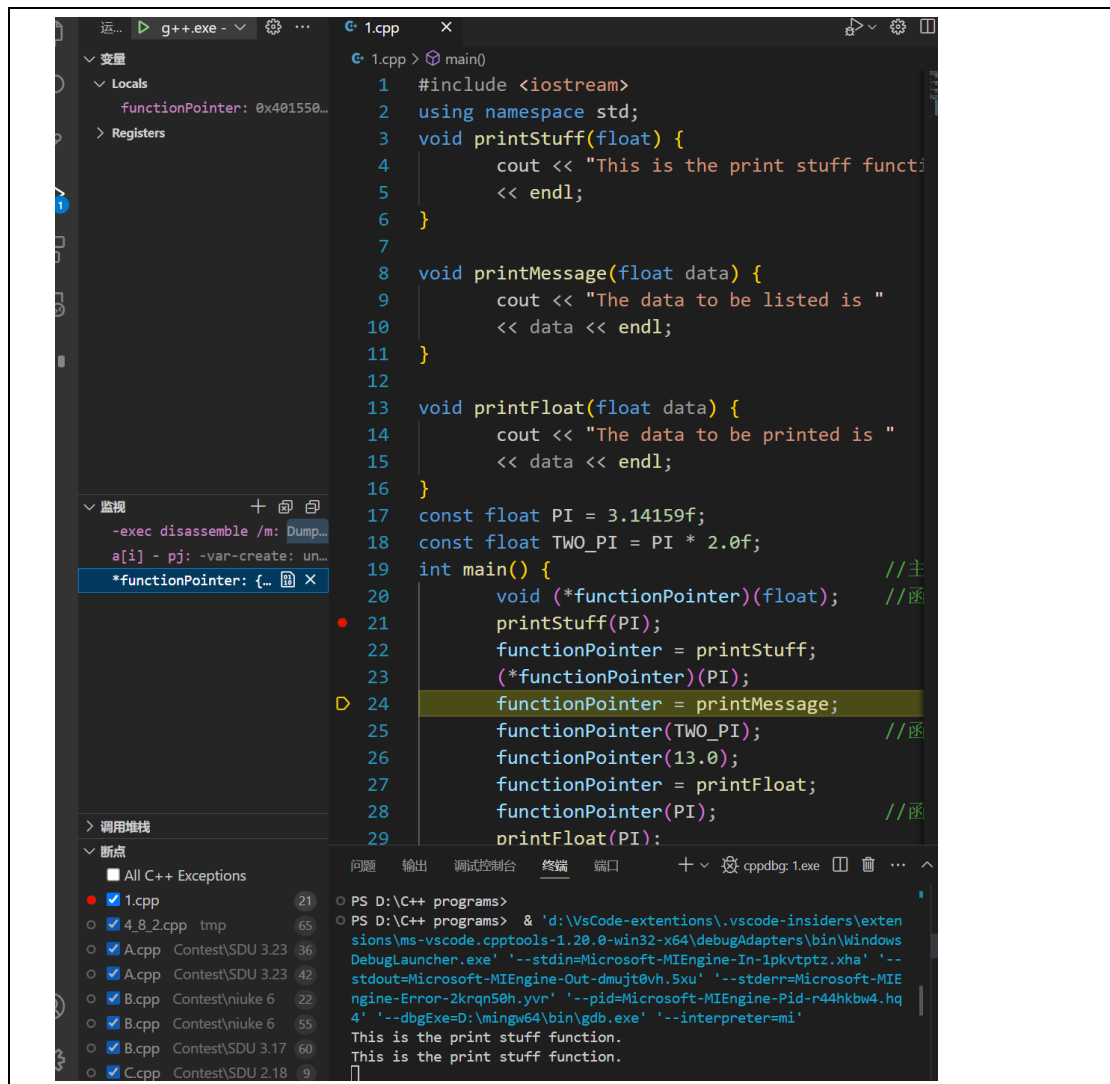 运... g++.exe -
变量
Locals
functionPointer: 0x401550...
Registers
监视
-exec disassemble /m: Dump...
a[i] - pj: -var-create: un...
*functionPointer: {...
调用堆栈
断点
All C++ Exceptions
1.cpp 21
4_8_2.cpp tmp 65
A.cpp Contest\SDU 3.23 36
A.cpp Contest\SDU 3.23 42
B.cpp Contest\niuke 6 22
B.cpp Contest\niuke 6 55
B.cpp Contest\SDU 3.17 60
C.cpp Contest\SDU 2.18 9
1
1.cpp
1.cpp > main()
1 #include <iostream>
2 using namespace std;
3 void printStuff(float) {
4 cout << "This is the print stuff functi
5 << endl;
6 }
7
8 void printMessage(float data) {
9 cout << "The data to be listed is "
10 << data << endl;
11 }
12
13 void printFloat(float data) {
14 cout << "The data to be printed is "
15 << data << endl;
16 }
17 const float PI = 3.14159f;
18 const float TWO_PI = PI * 2.0f;
19 int main() { //主
20 void (*functionPointer)(float); //函
21 printStuff(PI);
22 functionPointer = printStuff;
23 (*functionPointer)(PI);
24 functionPointer = printMessage;
25 functionPointer(TWO_PI); //函
26 functionPointer(13.0);
27 functionPointer = printFloat;
28 functionPointer(PI); //函
29 printFloat(PI);
问题 输出 调试控制台 终端 端口 cppdbg: 1.exe
PS D:\C++ programs>
PS D:\C++ programs> & 'd:\VsCode-extentions\.vscode-insiders\exten
sions\ms-vscode.cpptools-1.20.0-win32-x64\debugAdapters\bin\Windows
DebugLauncher.exe' '--stdin=Microsoft-MIEngine-In-1pkvtptz.xha' '--
stdout=Microsoft-MIEngine-Out-dmujt0vh.5xu' '--stderr=Microsoft-MIE
ngine-Error-2krqn50h.yvr' '--pid=Microsoft-MIEngine-Pid-r44hkbw4.hq
4' '--dbgExe=D:\mingw64\bin\gdb.exe' '--interpreter=mi'
This is the print stuff function.
This is the print stuff function.